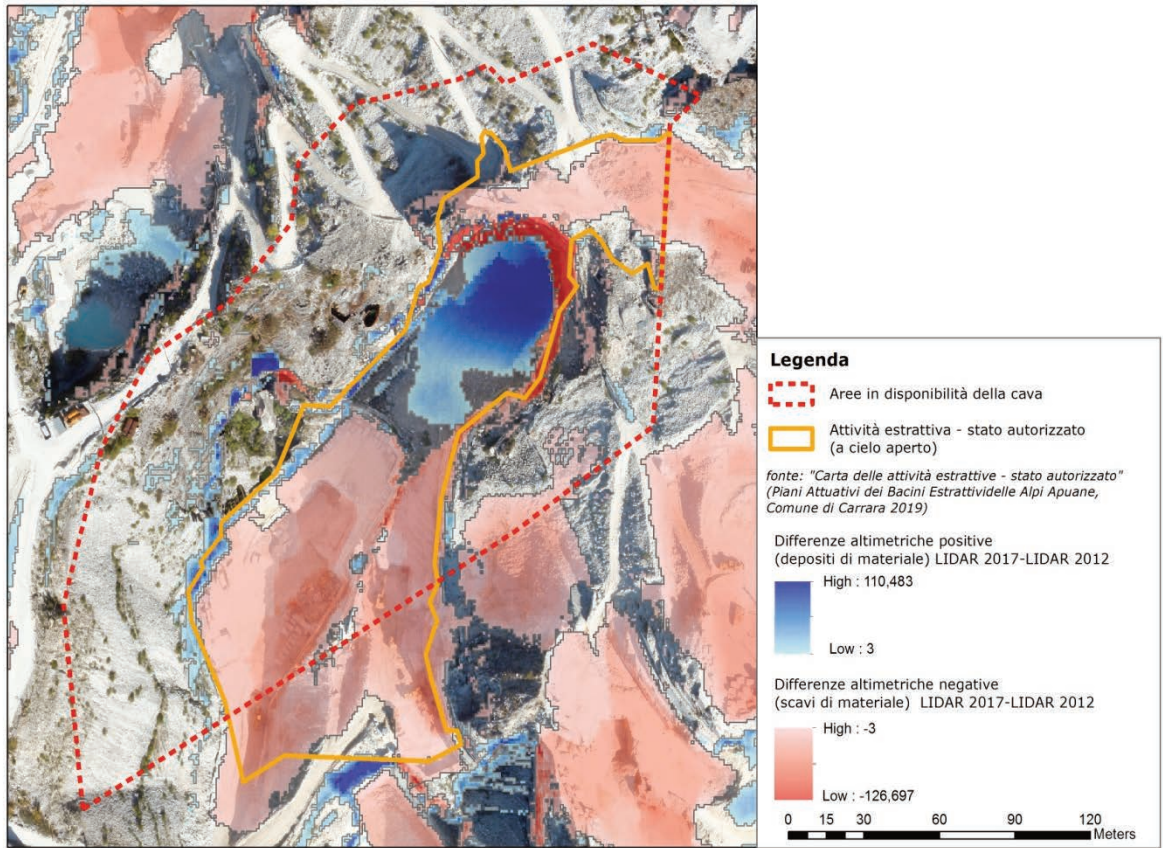 Legenda
Aree in disponibilità della cava
Attività estrattiva - stato autorizzato
(a cielo aperto)
fonte: "Carta delle attività estrattive - stato autorizzato"
(Piani Attuativi dei Bacini Estrattividelle Alpi Apuane,
Comune di Carrara 2019)
Differenze altimetriche positive
(depositi di materiale) LIDAR 2017-LIDAR 2012
High : 110,483
Low : 3
Differenze altimetriche negative
(scavi di materiale) LIDAR 2017-LIDAR 2012
High : -3
Low : -126,697
0 15 30 60 90 120
Meters